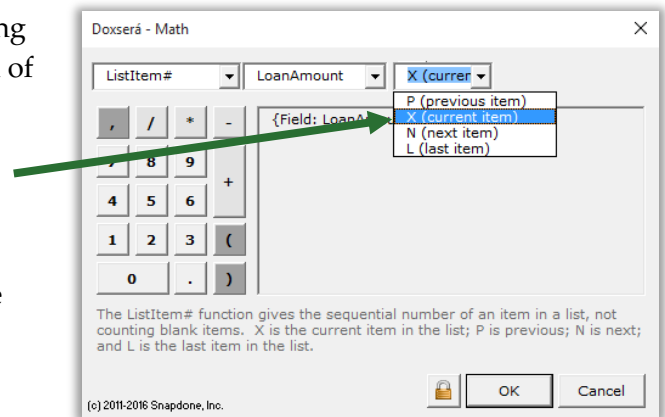 ng
of
Doxserá - Math
ListItem# LoanAmount X (curren
P (previous item)
X (current item)
N (next item)
L (last item)
{Field: LoanA
, / * -
7 8 9 +
4 5 6
1 2 3 (
0 . )
e
The ListItem# function gives the sequential number of an item in a list, not
counting blank items. X is the current item in the list; P is previous; N is next;
and L is the last item in the list.
OK Cancel
(c) 2011-2016 Snapdone, Inc.